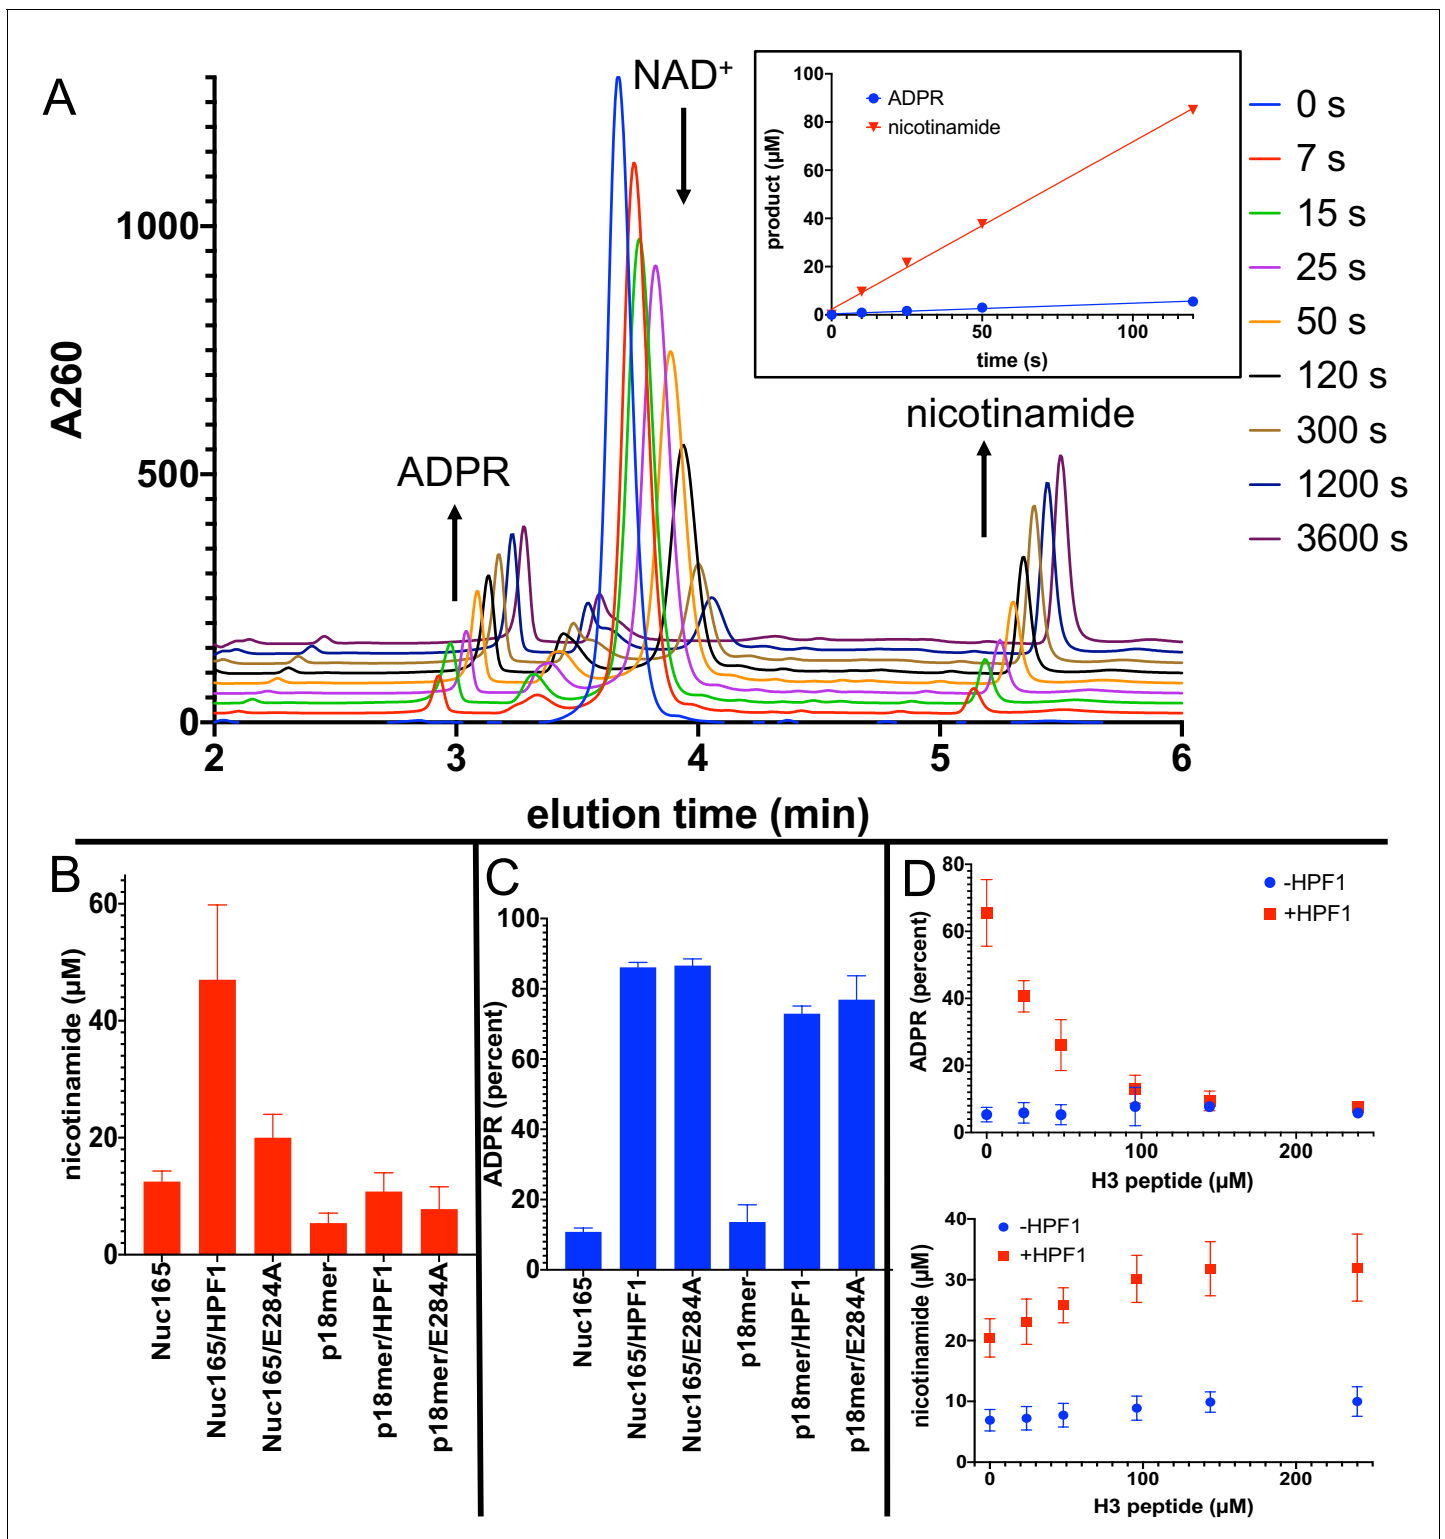 A
NAD⁺
ADPR
nicotinamide
A260
1000
500
0
2 3 4 5 6
elution time (min)
100
80
60
40
20
0
0 50 100
product (µM)
time (s)
ADPR
nicotinamide
0 s
7 s
15 s
25 s
50 s
120 s
300 s
1200 s
3600 s
B
nicotinamide (µM)
60
40
20
0
Nuc165
Nuc165/HPF1
Nuc165/E284A
p18mer
p18mer/HPF1
p18mer/E284A
C
ADPR (percent)
100
80
60
40
20
0
Nuc165
Nuc165/HPF1
Nuc165/E284A
p18mer
p18mer/HPF1
p18mer/E284A
D
ADPR (percent)
80
60
40
20
0
0 100 200
H3 peptide (µM)
-HPF1
+HPF1
nicotinamide (µM)
40
30
20
10
0
0 100 200
H3 peptide (µM)
-HPF1
+HPF1